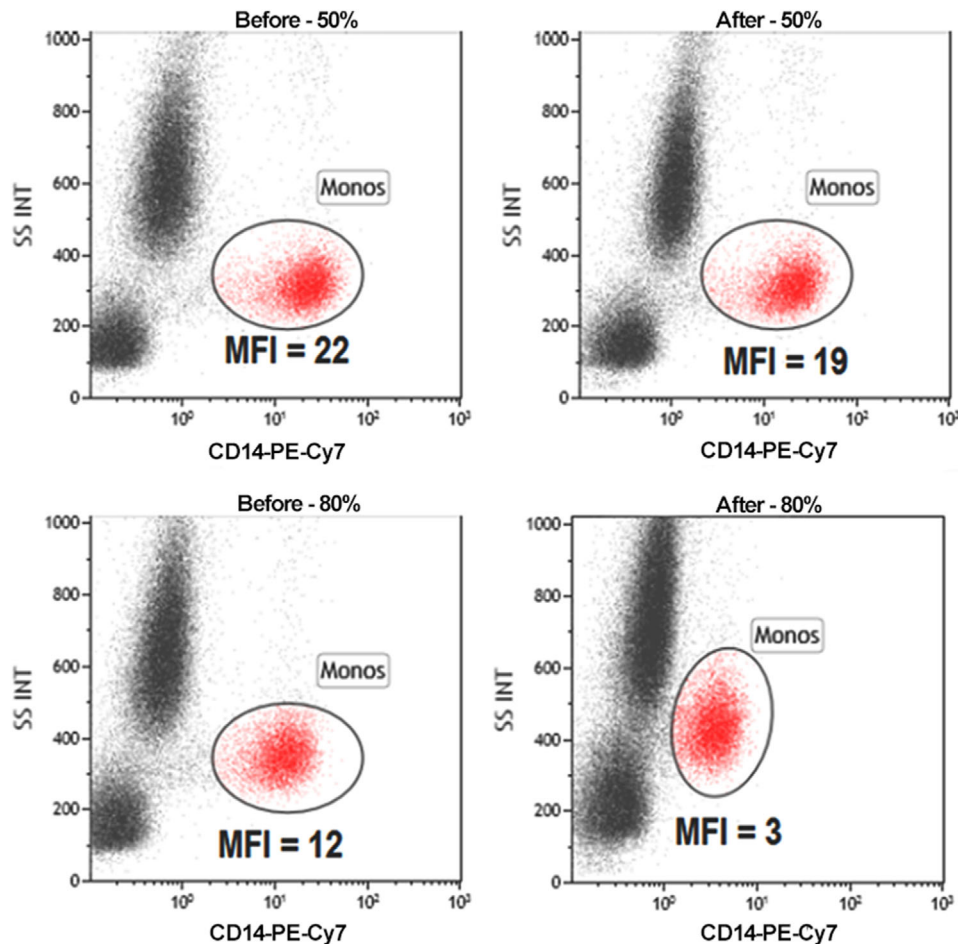 Before - 50%
1000
800
600
400
200
0
SS INT
Monos
MFI = 22
10⁰
10¹
10²
10³
CD14-PE-Cy7
After - 50%
1000
800
600
400
200
0
SS INT
Monos
MFI = 19
10⁰
10¹
10²
10³
CD14-PE-Cy7
Before - 80%
1000
800
600
400
200
0
SS INT
Monos
MFI = 12
10⁰
10¹
10²
10³
CD14-PE-Cy7
After - 80%
1000
800
600
400
200
0
SS INT
Monos
MFI = 3
10⁰
10¹
10²
10³
CD14-PE-Cy7